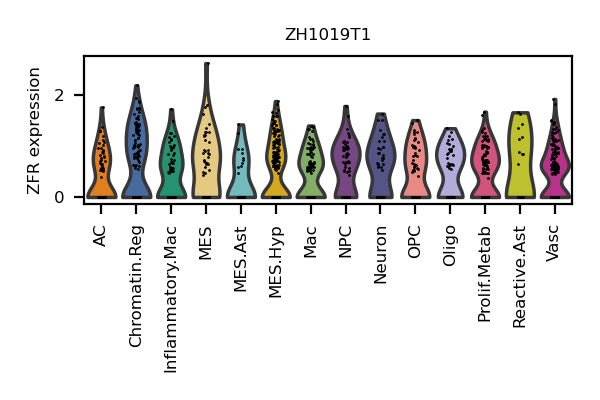 ZH1019T1
ZFR expression
2
0
AC
Chromatin.Reg
Inflammatory.Mac
MES
MES.Ast
MES.Hyp
Mac
NPC
Neuron
OPC
Oligo
Prolif.Metab
Reactive.Ast
Vasc